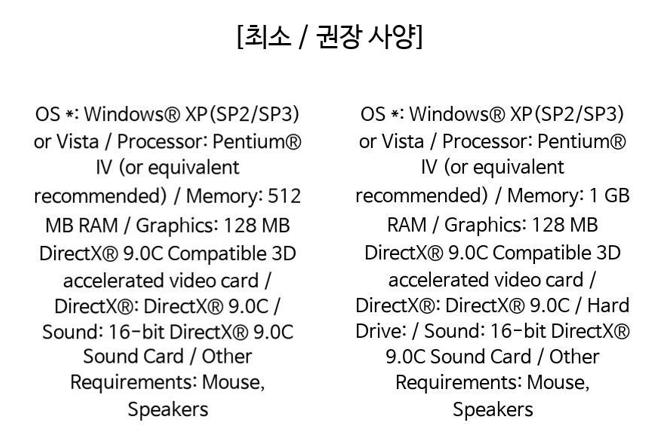 [최소 / 권장 사양]
OS *: Windows® XP(SP2/SP3)
or Vista / Processor: Pentium®
IV (or equivalent
recommended) / Memory: 512
MB RAM / Graphics: 128 MB
DirectX® 9.0C Compatible 3D
accelerated video card /
DirectX®: DirectX® 9.0C /
Sound: 16-bit DirectX® 9.0C
Sound Card / Other
Requirements: Mouse,
Speakers
OS *: Windows® XP(SP2/SP3)
or Vista / Processor: Pentium®
IV (or equivalent
recommended) / Memory: 1 GB
RAM / Graphics: 128 MB
DirectX® 9.0C Compatible 3D
accelerated video card /
DirectX®: DirectX® 9.0C / Hard
Drive: / Sound: 16-bit DirectX®
9.0C Sound Card / Other
Requirements: Mouse,
Speakers